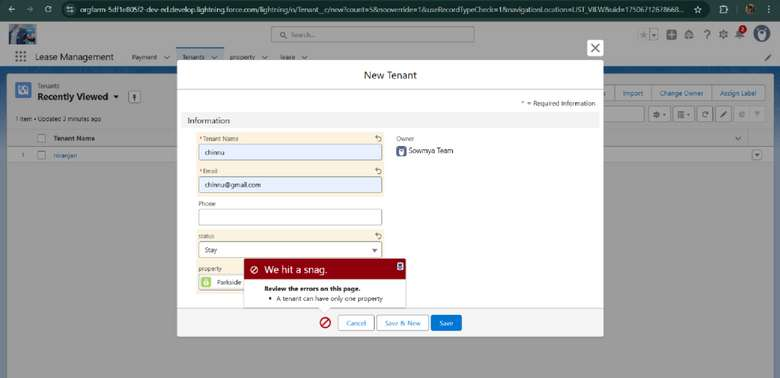 orgfarm-5df1e805f2-dev-ed.develop.lightning.force.com/lightning/o/Tenant__c/new?count=5&nooverride=1&useRecordTypeCheck=1&navigationLocation=LIST_VIEW&uid=17506712678668...
Search...
Lease Management
Payment
Tenants
property
lease
Tenants
Recently Viewed
Import
Change Owner
Assign Label
1 item • Updated 3 minutes ago
Tenant Name
1
niranjan
New Tenant
* = Required Information
Information
*Tenant Name
chinnu
Owner
Sowmya Team
*Email
chinnu@gmail.com
Phone
status
Stay
property
Parkside
We hit a snag.
Review the errors on this page.
• A tenant can have only one property
Cancel
Save & New
Save